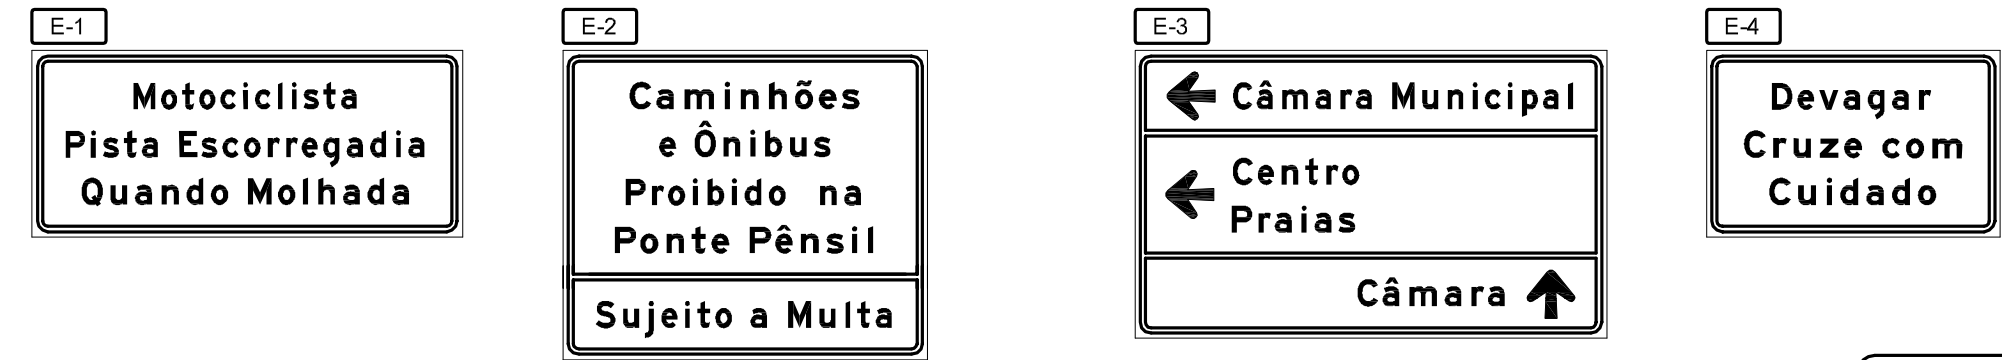 E-1
Motociclista
Pista Escorregadia
Quando Molhada
E-2
Caminhões
e Ônibus
Proibido na
Ponte Pênsil
Sujeito a Multa
E-3
Câmara Municipal
Centro
Praias
Câmara
E-4
Devagar
Cruze com
Cuidado